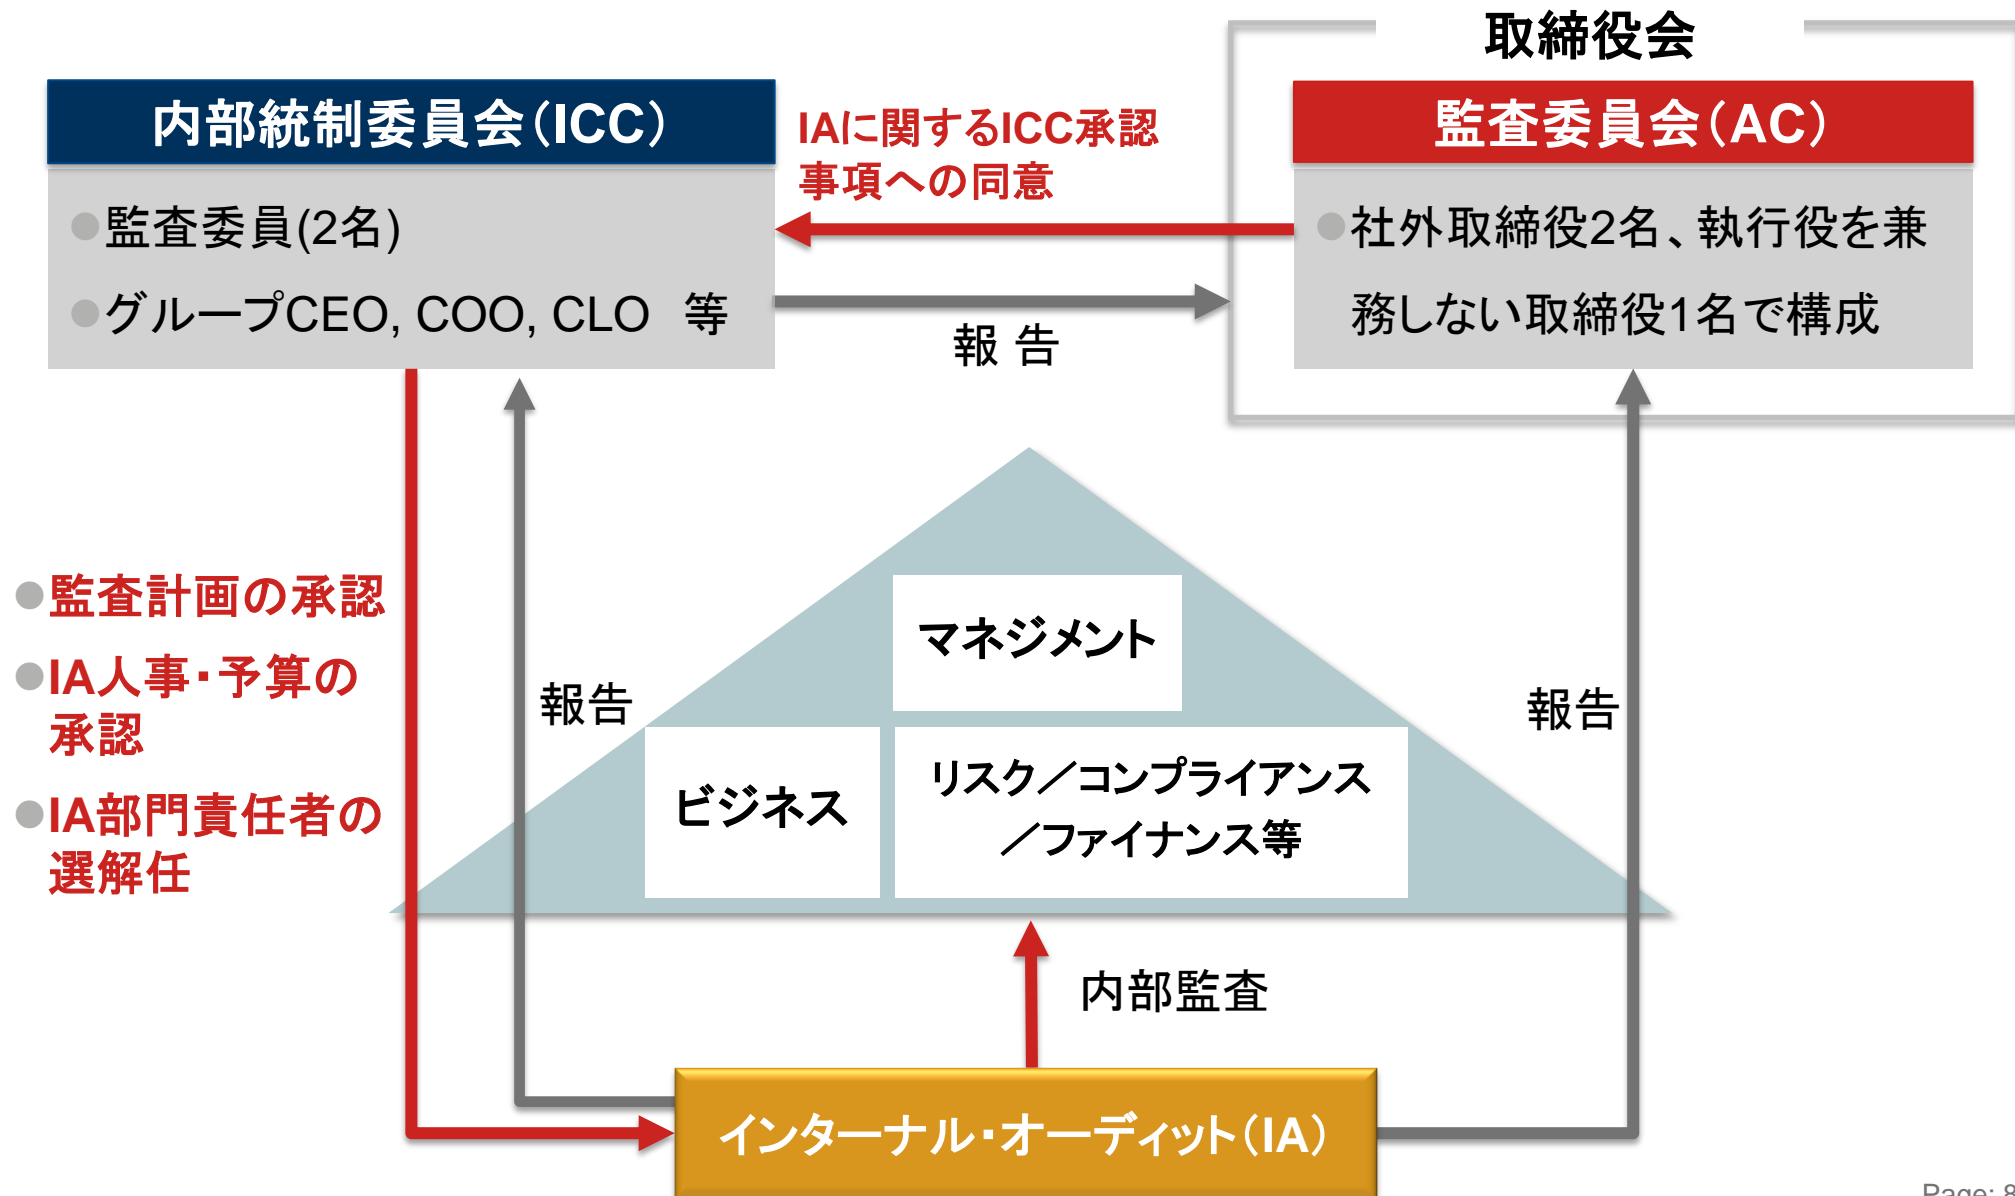 取締役会
内部統制委員会（ICC）
監査委員(2名)
グループCEO, COO, CLO　等
IAに関するICC承認
事項への同意
監査委員会（AC）
社外取締役2名、執行役を兼
務しない取締役1名で構成
報 告
監査計画の承認
IA人事・予算の
承認
IA部門責任者の
選解任
報告
マネジメント
ビジネス
リスク／コンプライアンス
／ファイナンス等
報告
内部監査
インターナル・オーディット（IA）
Page: 8